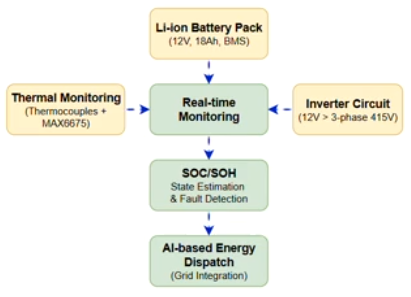 Li-ion Battery Pack
(12V, 18Ah, BMS)
Thermal Monitoring
(Thermocouples +
MAX6675)
Real-time
Monitoring
Inverter Circuit
(12V > 3-phase 415V)
SOC/SOH
State Estimation
& Fault Detection
AI-based Energy
Dispatch
(Grid Integration)